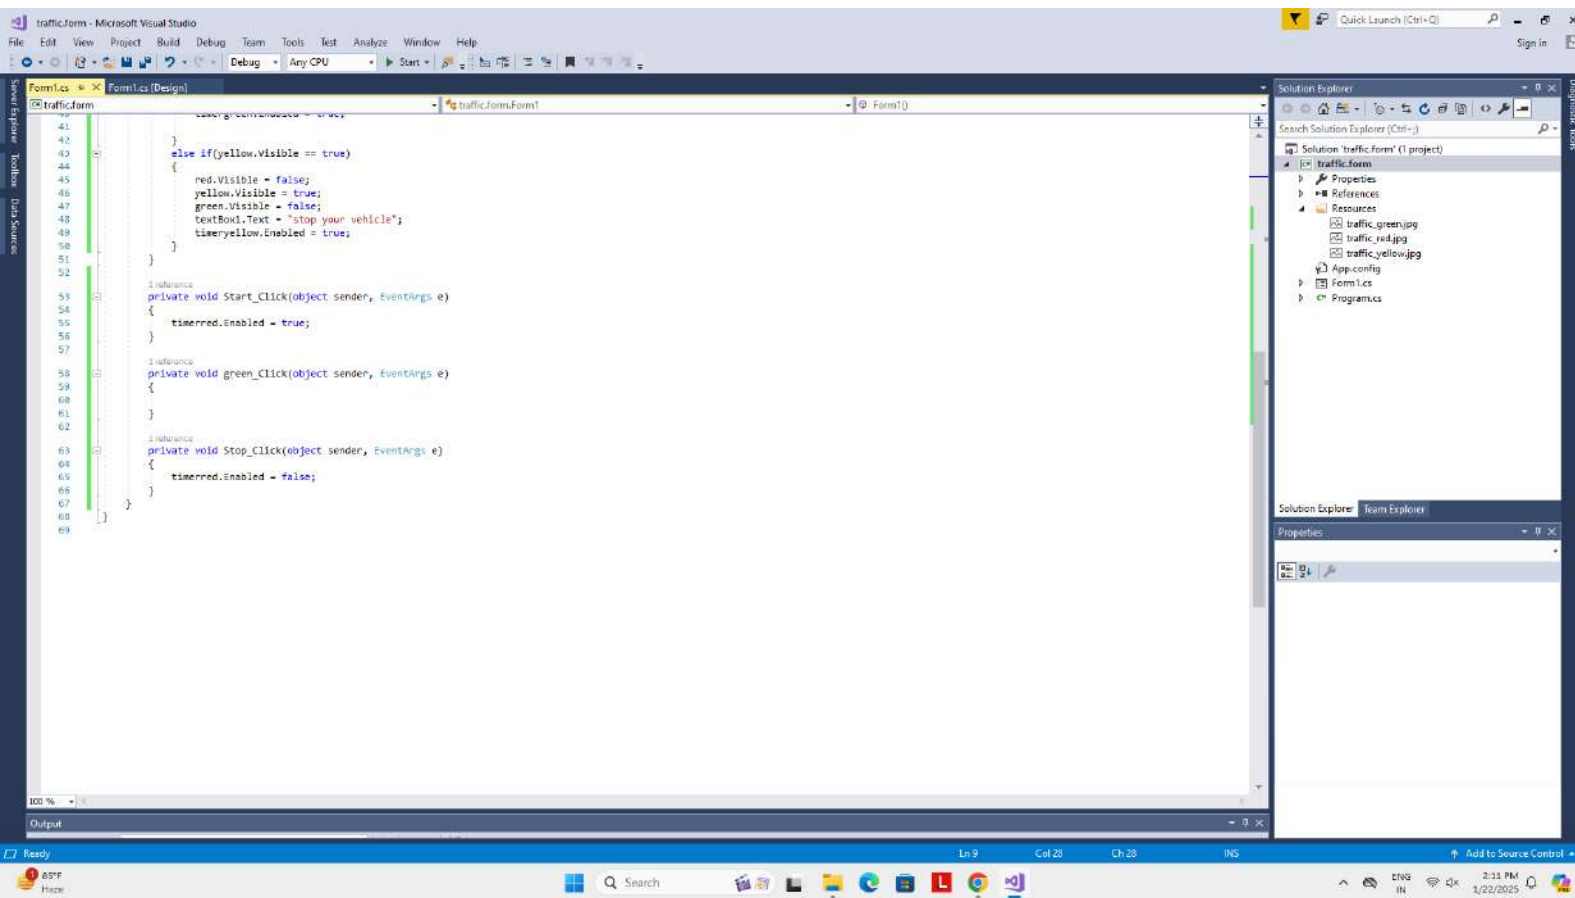 traffic.form - Microsoft Visual Studio
Quick Launch (Ctrl+Q)
File Edit View Project Build Debug Team Tools Test Analyze Window Help
Sign in
Debug Any CPU Start
Server Explorer
Toolbox
Data Sources
Form1.cs Form1.cs [Design]
traffic.form traffic.form.Form1 Form1()
41
42 }
43 else if(yellow.Visible == true)
44 {
45 red.Visible = false;
46 yellow.Visible = true;
47 green.Visible = false;
48 textBox1.Text = "stop your vehicle";
49 timeryellow.Enabled = true;
50 }
51 }
52
1 reference
53 private void Start_Click(object sender, EventArgs e)
54 {
55 timerred.Enabled = true;
56 }
57
1 reference
58 private void green_Click(object sender, EventArgs e)
59 {
60
61 }
62
1 reference
63 private void Stop_Click(object sender, EventArgs e)
64 {
65 timerred.Enabled = false;
66 }
67 }
68 }
69
100 %
Output
Solution Explorer
Search Solution Explorer (Ctrl+;)
Solution 'traffic.form' (1 project)
traffic.form
Properties
References
Resources
traffic_green.jpg
traffic_red.jpg
traffic_yellow.jpg
App.config
Form1.cs
Program.cs
Solution Explorer Team Explorer
Properties
Diagnostic Tools
Ready Ln 9 Col 28 Ch 28 INS Add to Source Control
1
85°F
Haze
Search
L
ENG
IN
2:11 PM
1/22/2025